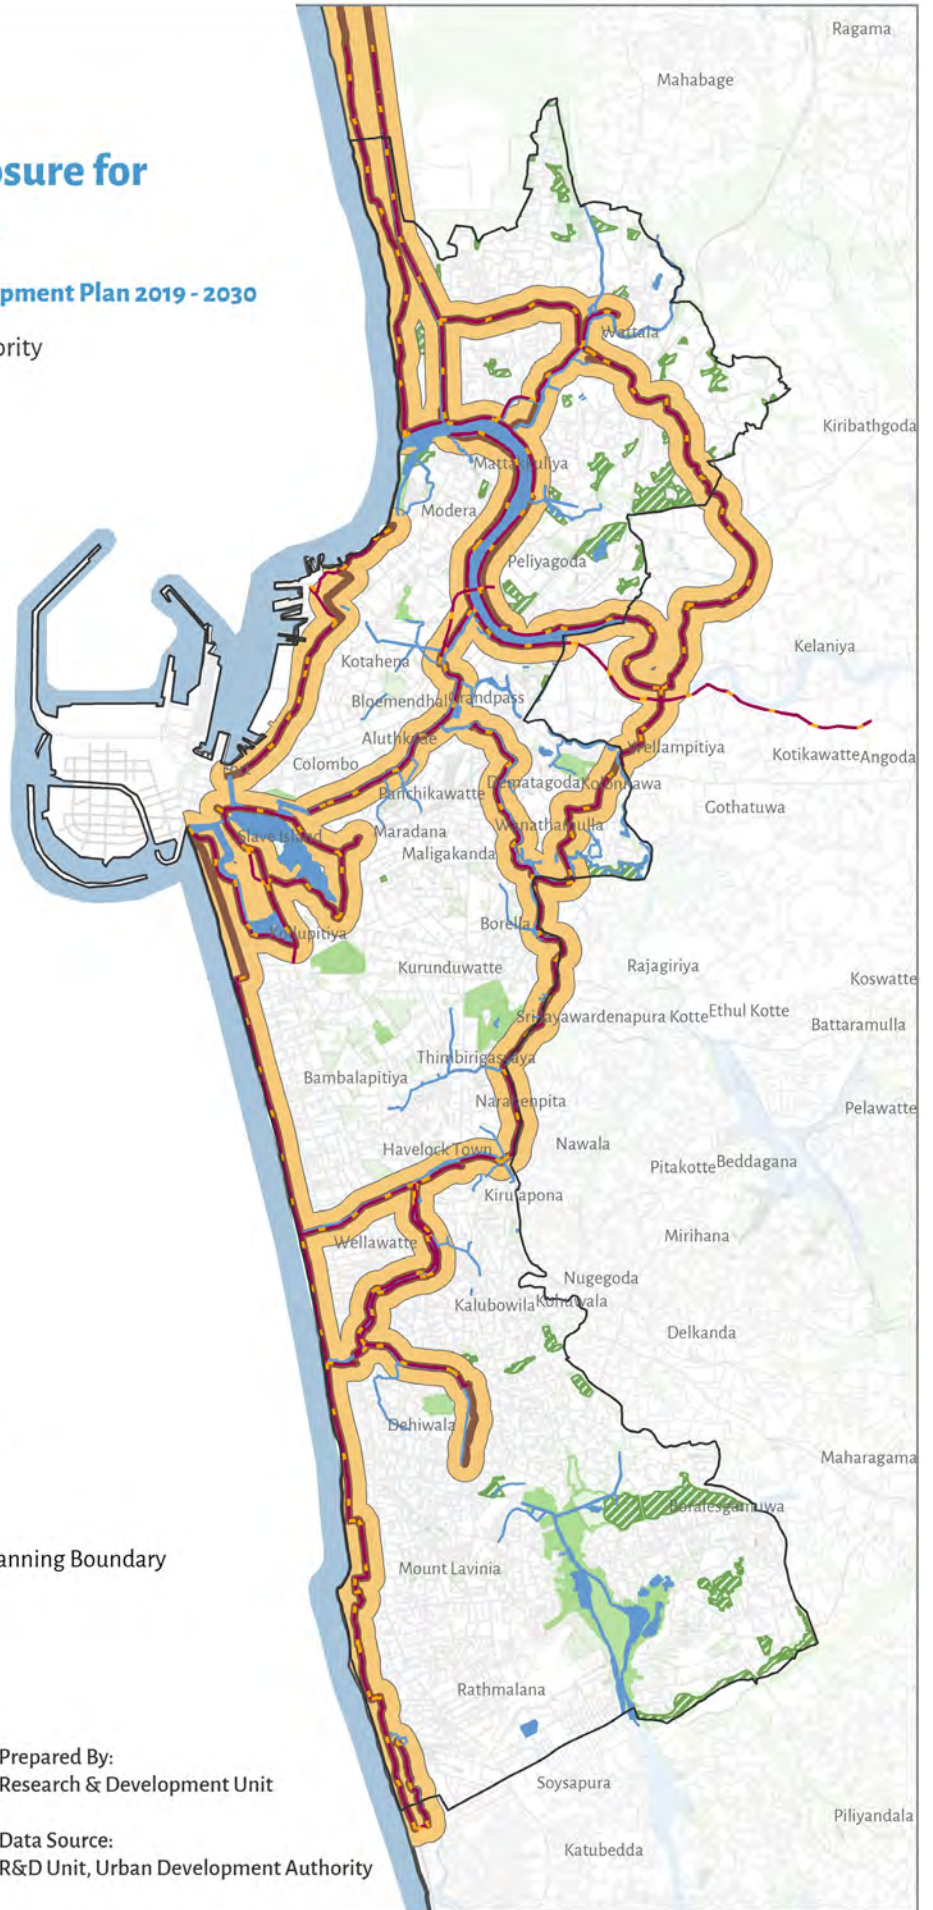 Ragama
Mahabage
osure for
pment Plan 2019 - 2030
ority
Wattala
Kiribathgoda
Mattakkuliya
Modera
Peliyagoda
Kelaniya
Kotahena
Bloemendhal
Grandpass
Aluthkade
Wellampitiya
Kotikawatte
Angoda
Fort
Colombo
Dematagoda
Kolonnawa
Panchikawatte
Gothatuwa
Slave Island
Maradana
Wanathamulla
Maligakanda
Kollupitiya
Borella
Kurunduwatte
Rajagiriya
Koswatte
Sri Jayawardenapura Kotte
Ethul Kotte
Battaramulla
Thimbirigasyaya
Bambalapitiya
Narahenpita
Pelawatte
Havelock Town
Nawala
Pitakotte
Beddagana
Kirulapona
Wellawatte
Mirihana
Nugegoda
Kalubowila
Kohuwala
Delkanda
Dehiwala
Maharagama
Boralesgamuwa
anning Boundary
Mount Lavinia
Rathmalana
Prepared By:
Research & Development Unit
Soysapura
Piliyandala
Data Source:
R&D Unit, Urban Development Authority
Katubedda